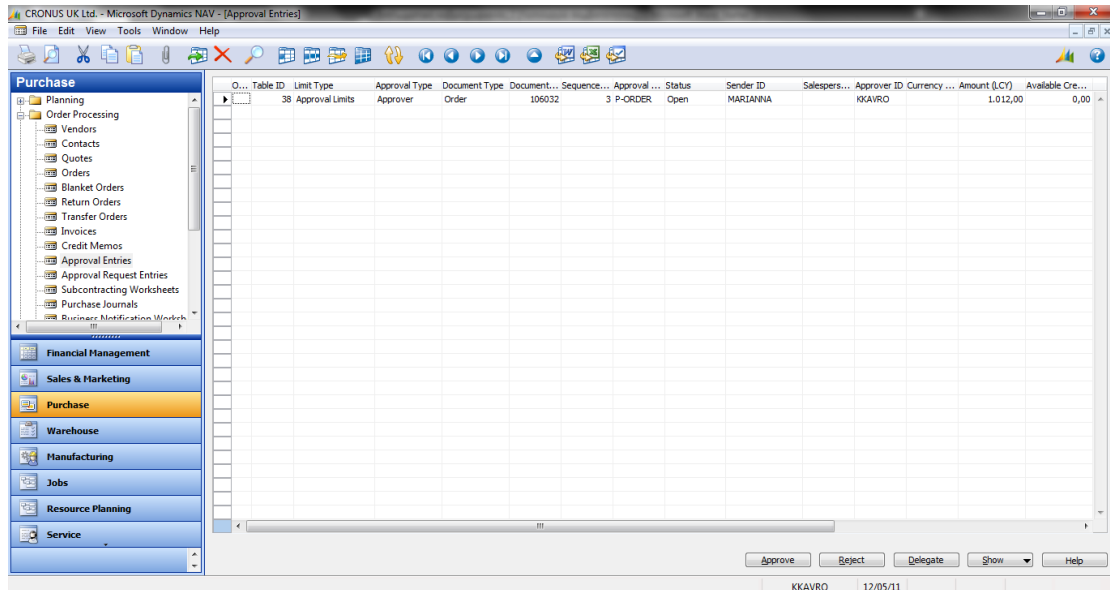 CRONUS UK Ltd. - Microsoft Dynamics NAV - [Approval Entries]
File Edit View Tools Window Help
Purchase
Planning
Order Processing
Vendors
Contacts
Quotes
Orders
Blanket Orders
Return Orders
Transfer Orders
Invoices
Credit Memos
Approval Entries
Approval Request Entries
Subcontracting Worksheets
Purchase Journals
Business Notification Worksh
Financial Management
Sales & Marketing
Purchase
Warehouse
Manufacturing
Jobs
Resource Planning
Service
O... Table ID Limit Type Approval Type Document Type Document... Sequence... Approval ... Status Sender ID Salespers... Approver ID Currency ... Amount (LCY) Available Cre...
38 Approval Limits Approver Order 106032 3 P-ORDER Open MARIANNA KKAVRO 1.012,00 0,00
Approve Reject Delegate Show Help
KKAVRO 12/05/11